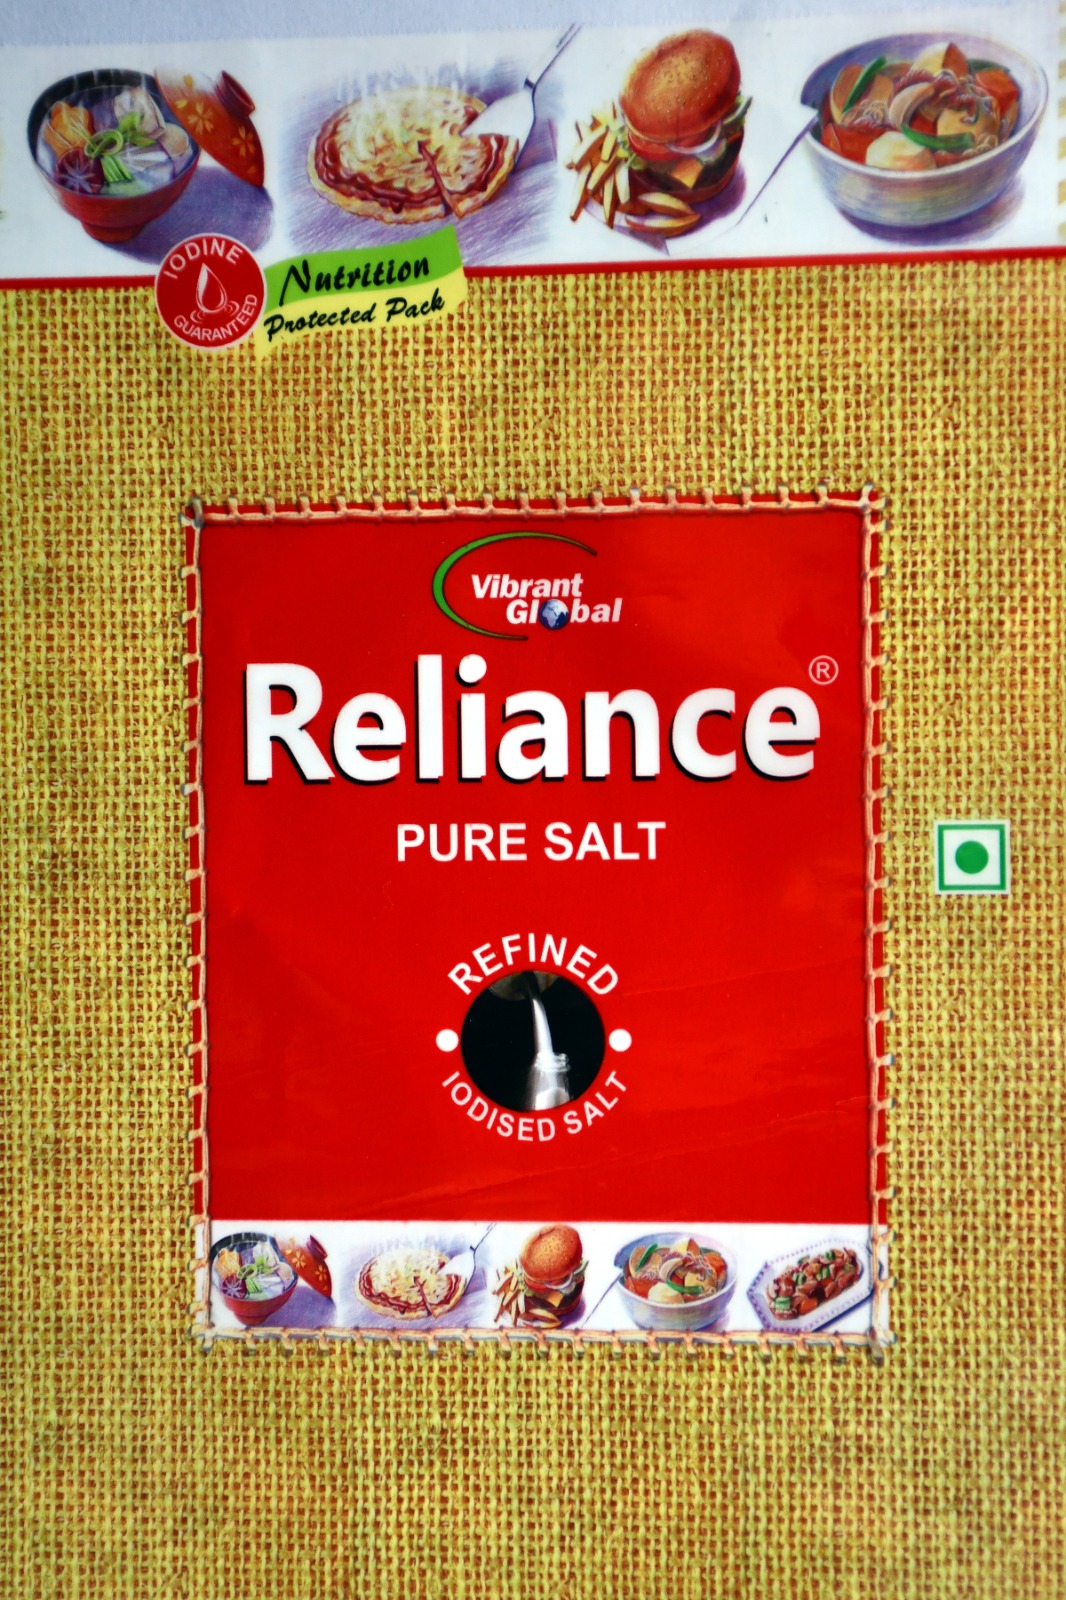 IODINE
GUARANTEED
Nutrition
Protected Pack
Vibrant
Global
Reliance®
PURE SALT
REFINED
IODISED SALT